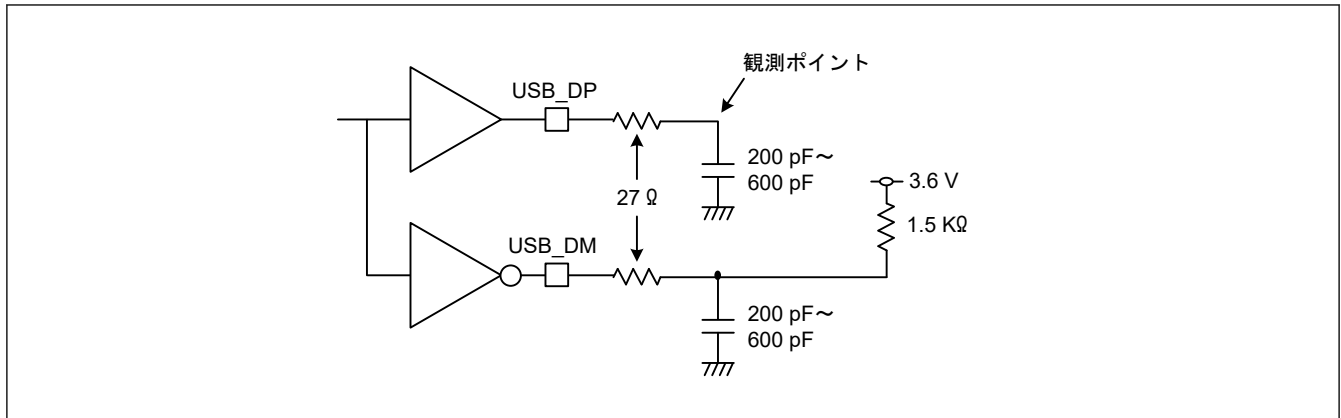 観測ポイント
USB_DP
200 pF～
600 pF
27 Ω
3.6 V
1.5 KΩ
USB_DM
200 pF～
600 pF